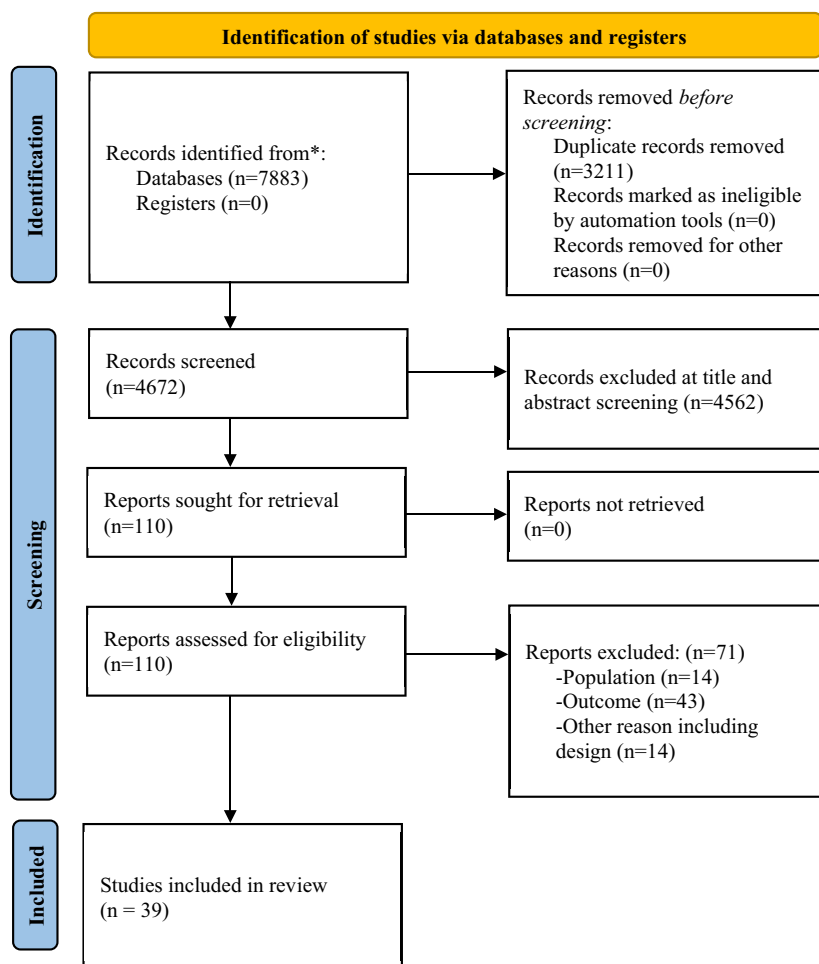 Identification of studies via databases and registers
Identification
Records identified from*:
Databases (n=7883)
Registers (n=0)
Records removed before
screening:
Duplicate records removed
(n=3211)
Records marked as ineligible
by automation tools (n=0)
Records removed for other
reasons (n=0)
Screening
Records screened
(n=4672)
Records excluded at title and
abstract screening (n=4562)
Reports sought for retrieval
(n=110)
Reports not retrieved
(n=0)
Reports assessed for eligibility
(n=110)
Reports excluded: (n=71)
-Population (n=14)
-Outcome (n=43)
-Other reason including
design (n=14)
Included
Studies included in review
(n = 39)